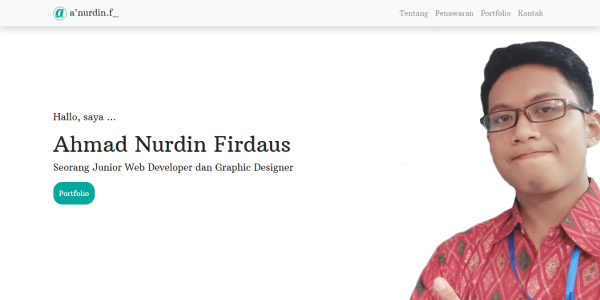 a a'nurdin.f_
Tentang Penawaran Portfolio Kontak
Hallo, saya ...
Ahmad Nurdin Firdaus
Seorang Junior Web Developer dan Graphic Designer
Portfolio